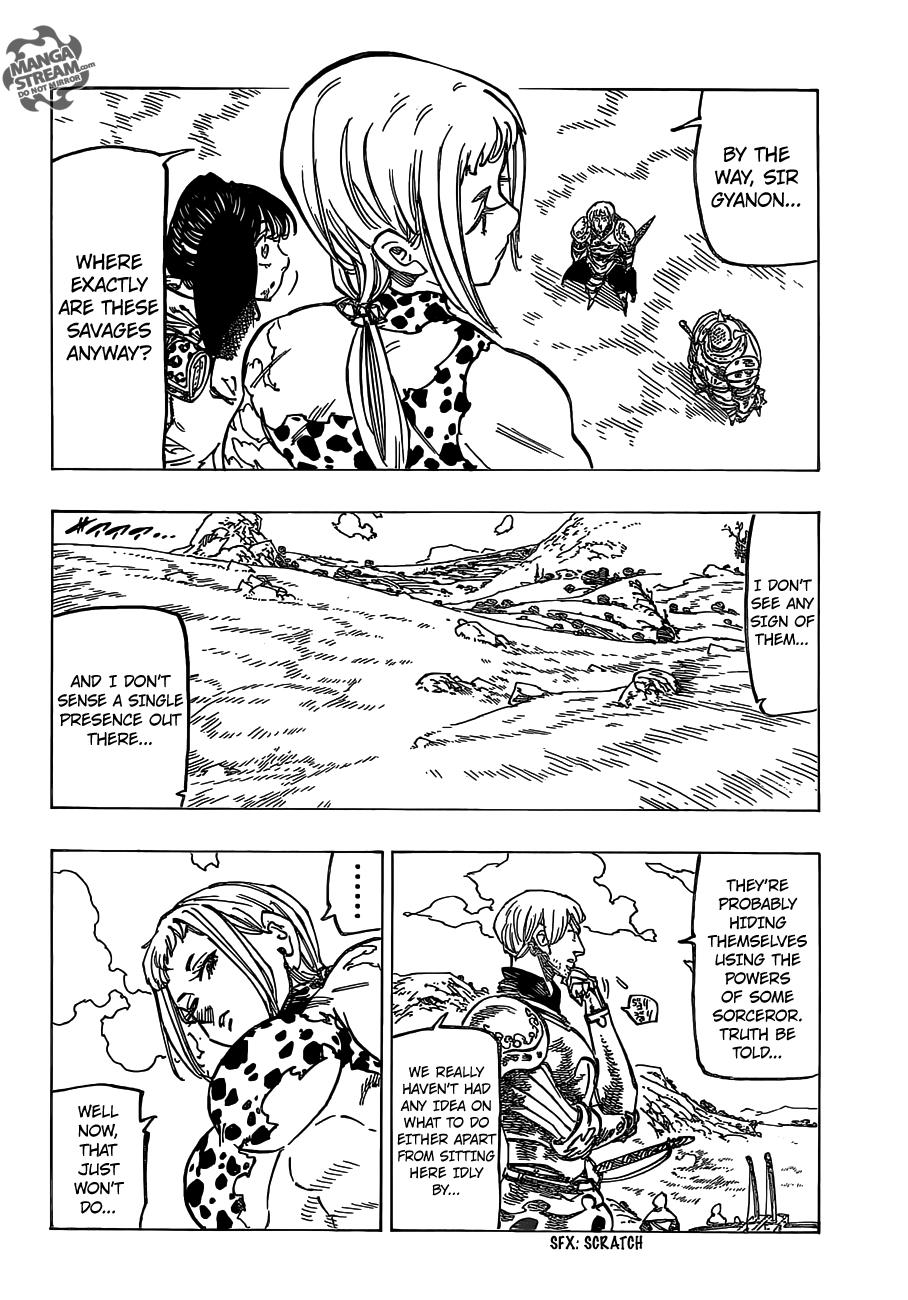 MANGA
STREAM.com
DO NOT MIRROR
BY THE
WAY, SIR
GYANON...
WHERE
EXACTLY
ARE THESE
SAVAGES
ANYWAY?
I DON'T
SEE ANY
SIGN OF
THEM...
AND I DON'T
SENSE A SINGLE
PRESENCE OUT
THERE...
THEY'RE
PROBABLY
HIDING
THEMSELVES
USING THE
POWERS
OF SOME
SORCEROR.
TRUTH BE
TOLD...
WE REALLY
HAVEN'T HAD
ANY IDEA ON
WHAT TO DO
EITHER APART
FROM SITTING
HERE IDLY
BY...
SFX: SCRATCH
......
WELL
NOW,
THAT
JUST
WON'T
DO...